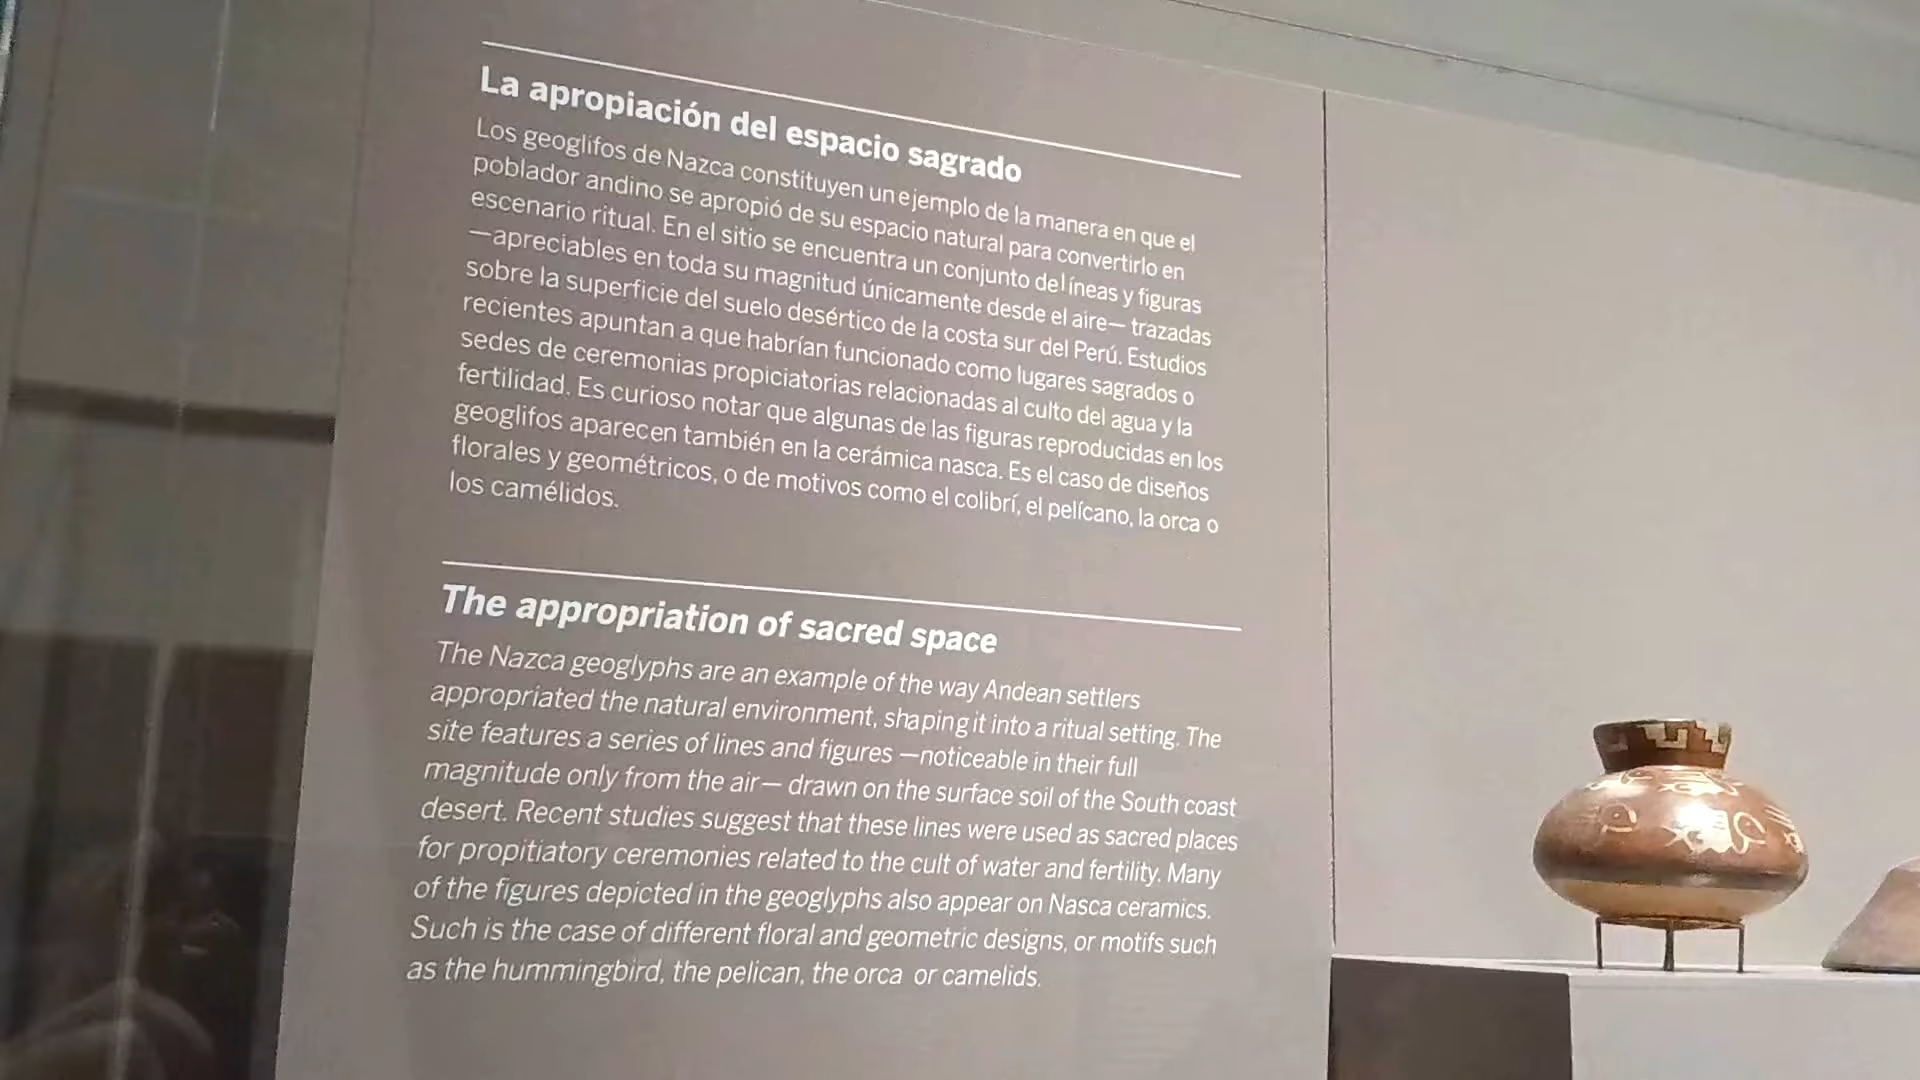 La apropiación del espacio sagrado
Los geoglifos de Nazca constituyen un ejemplo de la manera en que el
poblador andino se apropió de su espacio natural para convertirlo en
escenario ritual. En el sitio se encuentra un conjunto de líneas y figuras
—apreciables en toda su magnitud únicamente desde el aire— trazadas
sobre la superficie del suelo desértico de la costa sur del Perú. Estudios
recientes apuntan a que habrían funcionado como lugares sagrados o
sedes de ceremonias propiciatorias relacionadas al culto del agua y la
fertilidad. Es curioso notar que algunas de las figuras reproducidas en los
geoglifos aparecen también en la cerámica nasca. Es el caso de diseños
florales y geométricos, o de motivos como el colibrí, el pelícano, la orca o
los camélidos.
The appropriation of sacred space
The Nazca geoglyphs are an example of the way Andean settlers
appropriated the natural environment, shaping it into a ritual setting. The
site features a series of lines and figures —noticeable in their full
magnitude only from the air— drawn on the surface soil of the South coast
desert. Recent studies suggest that these lines were used as sacred places
for propitiatory ceremonies related to the cult of water and fertility. Many
of the figures depicted in the geoglyphs also appear on Nasca ceramics.
Such is the case of different floral and geometric designs, or motifs such
as the hummingbird, the pelican, the orca or camelids.